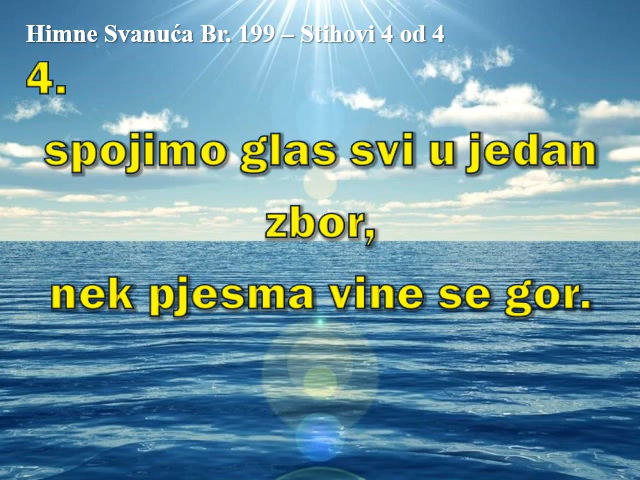 Himne Svanuća Br. 199 – Stihovi 4 od 4
4.
spojimo glas svi u jedan
zbor,
nek pjesma vine se gor.